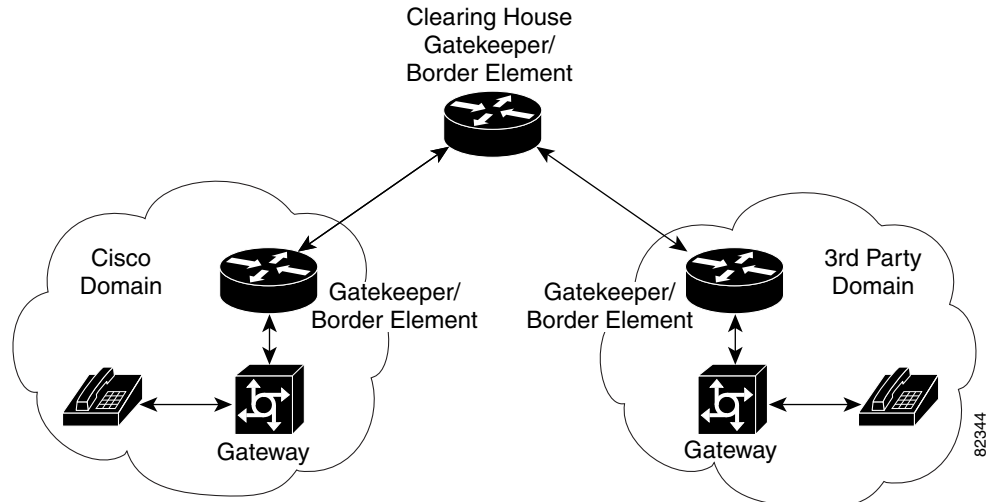 Clearing House
Gatekeeper/
Border Element
Cisco
Domain
Gatekeeper/
Border Element
Gateway
Gatekeeper/
Border Element
3rd Party
Domain
Gateway
82344